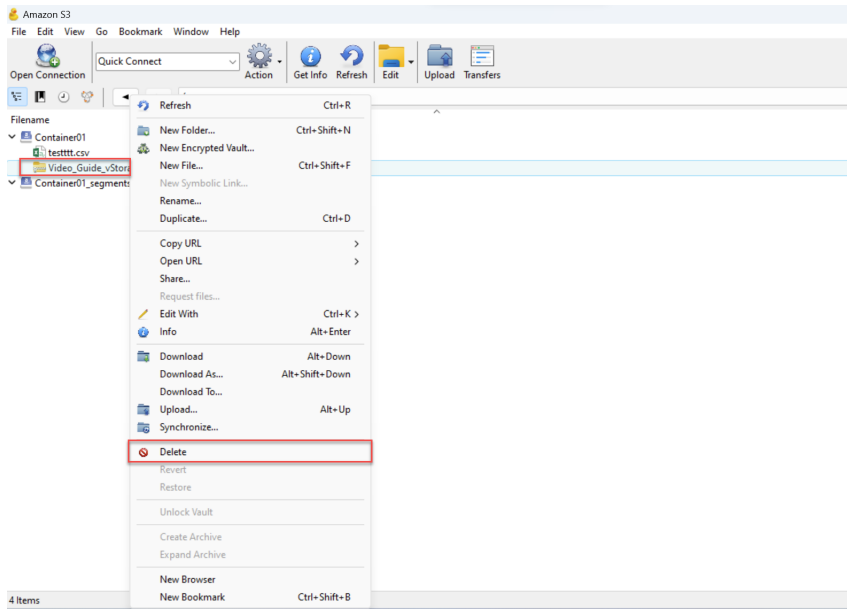 Amazon S3
File Edit View Go Bookmark Window Help
Quick Connect
Open Connection Action Get Info Refresh Edit Upload Transfers
Filename
Container01
testttt.csv
Video_Guide_vStora
Container01_segments
Refresh Ctrl+R
New Folder... Ctrl+Shift+N
New Encrypted Vault...
New File... Ctrl+Shift+F
New Symbolic Link...
Rename...
Duplicate... Ctrl+D
Copy URL
Open URL
Share...
Request files...
Edit With Ctrl+K
Info Alt+Enter
Download Alt+Down
Download As... Alt+Shift+Down
Download To...
Upload... Alt+Up
Synchronize...
Delete
Revert
Restore
Unlock Vault
Create Archive
Expand Archive
New Browser
New Bookmark Ctrl+Shift+B
4 Items